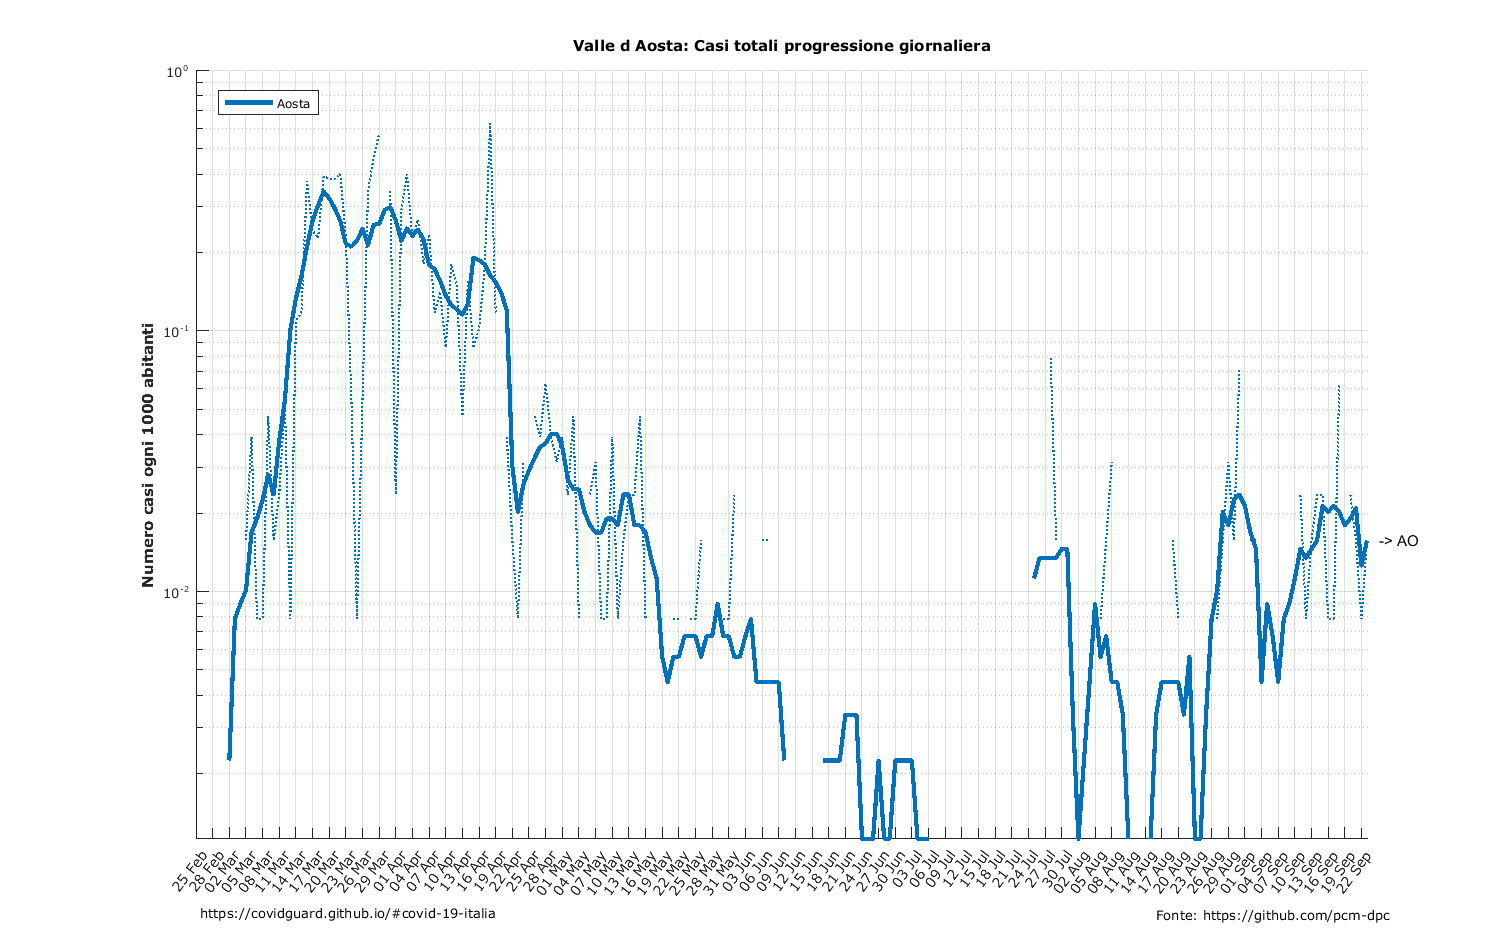 Valle d Aosta: Casi totali progressione giornaliera
Numero casi ogni 1000 abitanti
10⁰
10⁻¹
10⁻²
Aosta
-> AO
25 Feb
28 Feb
02 Mar
05 Mar
08 Mar
11 Mar
14 Mar
17 Mar
20 Mar
23 Mar
26 Mar
29 Mar
01 Apr
04 Apr
07 Apr
10 Apr
13 Apr
16 Apr
19 Apr
22 Apr
25 Apr
28 Apr
01 May
04 May
07 May
10 May
13 May
16 May
19 May
22 May
25 May
28 May
31 May
03 Jun
06 Jun
09 Jun
12 Jun
15 Jun
18 Jun
21 Jun
24 Jun
27 Jun
30 Jun
03 Jul
06 Jul
09 Jul
12 Jul
15 Jul
18 Jul
21 Jul
24 Jul
27 Jul
30 Jul
02 Aug
05 Aug
08 Aug
11 Aug
14 Aug
17 Aug
20 Aug
23 Aug
26 Aug
29 Aug
01 Sep
04 Sep
07 Sep
10 Sep
13 Sep
16 Sep
19 Sep
22 Sep
https://covidguard.github.io/#covid-19-italia
Fonte: https://github.com/pcm-dpc